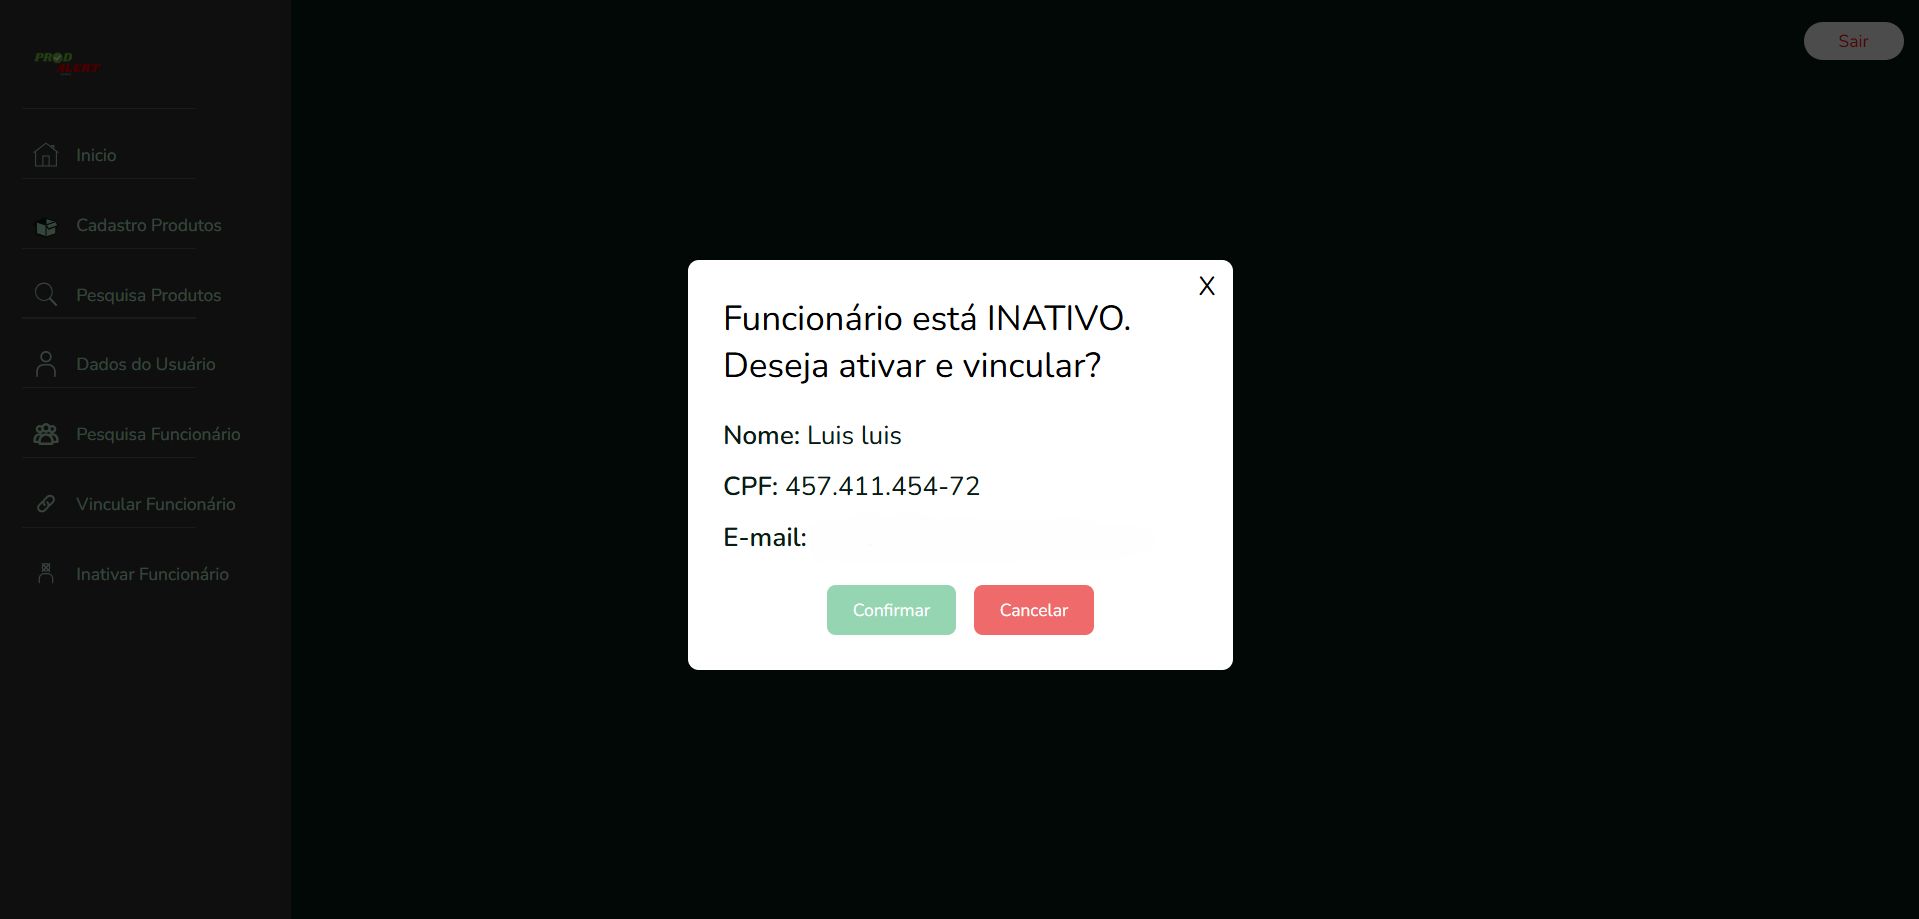 PROD
ALERT
Sair
Inicio
Cadastro Produtos
Pesquisa Produtos
Dados do Usuário
Pesquisa Funcionário
Vincular Funcionário
Inativar Funcionário
X
Funcionário está INATIVO.
Deseja ativar e vincular?
Nome: Luis luis
CPF: 457.411.454-72
E-mail:
Confirmar
Cancelar